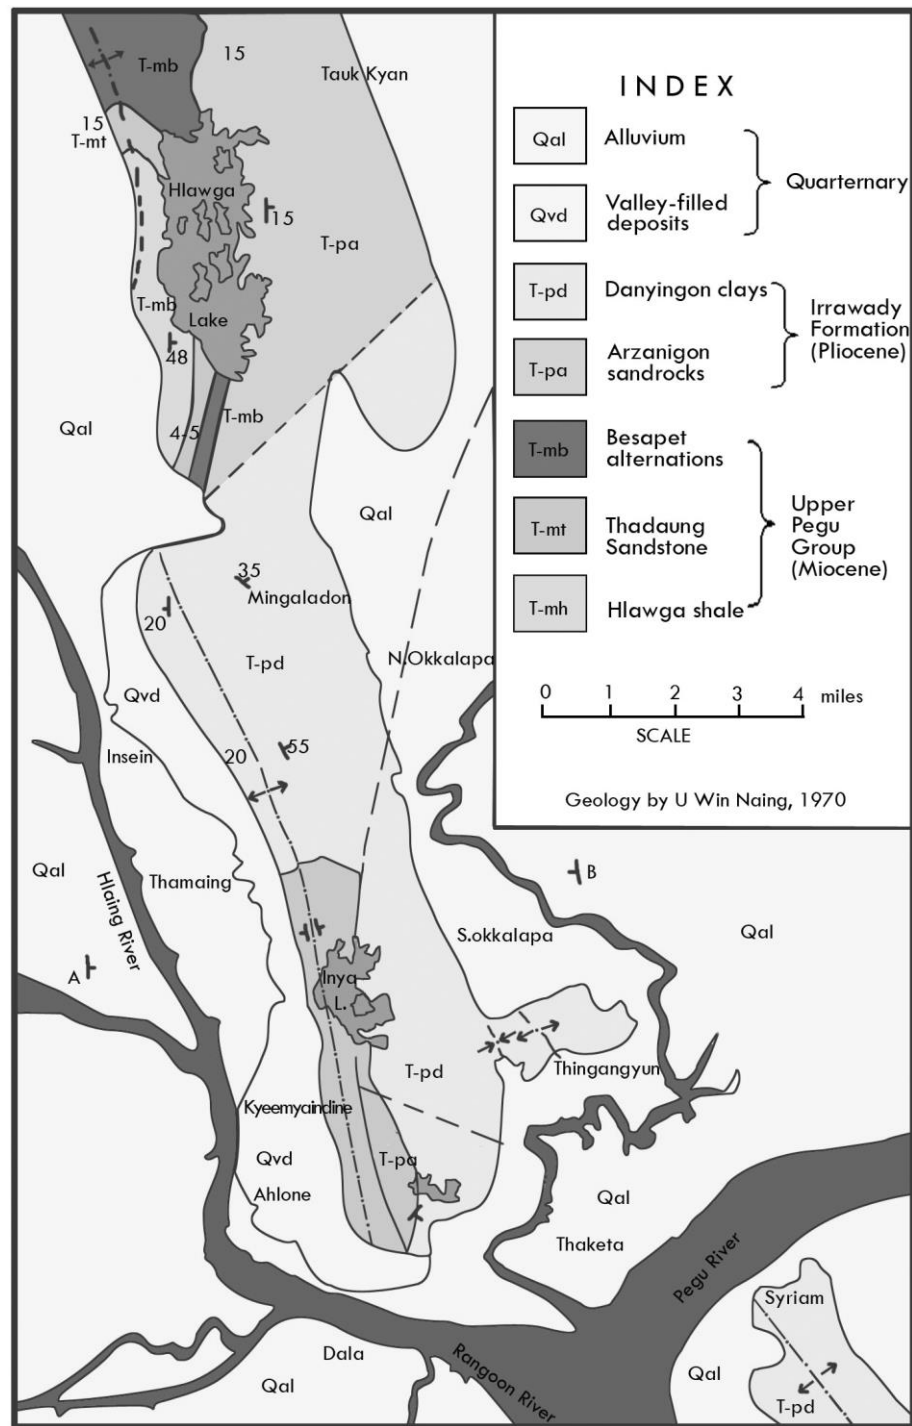 T-mb
15
Tauk Kyan
15
T-mt
Hlawga
15
T-pa
T-mb
Lake
48
T-mb
4-5
Qal
Qal
35
Mingaladon
20
T-pd
N.Okkalapa
Qvd
Insein
20
55
Qal
Thamaing
Hlaing River
B
S.okkalapa
Qal
A
Inya
L.
T-pd
Thingangyun
Kyeemyaindine
Qvd
T-pa
Ahlone
Qal
Thaketa
Pegu River
Syriam
Dala
Rangoon River
Qal
Qal
T-pd
INDEX
Qal Alluvium
Qvd Valley-filled
deposits
Quarternary
T-pd Danyingon clays
T-pa Arzanigon
sandrocks
Irrawady
Formation
(Pliocene)
T-mb Besapet
alternations
T-mt Thadaung
Sandstone
T-mh Hlawga shale
Upper
Pegu
Group
(Miocene)
0 1 2 3 4 miles
SCALE
Geology by U Win Naing, 1970